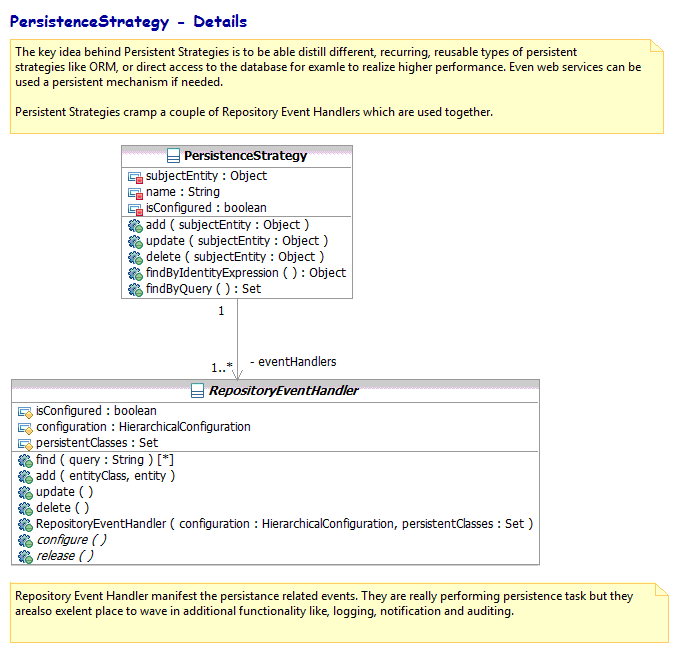 PersistenceStrategy - Details
The key idea behind Persistent Strategies is to be able distill different, recurring, reusable types of persistent
strategies like ORM, or direct access to the database for examle to realize higher performance. Even web services can be
used a persistent mechanism if needed.
Persistent Strategies cramp a couple of Repository Event Handlers which are used together.
PersistenceStrategy
subjectEntity : Object
name : String
isConfigured : boolean
add ( subjectEntity : Object )
update ( subjectEntity : Object )
delete ( subjectEntity : Object )
findByIdentityExpression ( ) : Object
findByQuery ( ) : Set
1
1..* - eventHandlers
RepositoryEventHandler
isConfigured : boolean
configuration : HierarchicalConfiguration
persistentClasses : Set
find ( query : String ) [*]
add ( entityClass, entity )
update ( )
delete ( )
RepositoryEventHandler ( configuration : HierarchicalConfiguration, persistentClasses : Set )
configure ( )
release ( )
Repository Event Handler manifest the persistance related events. They are really performing persistence task but they
arealso exelent place to wave in additional functionality like, logging, notification and auditing.